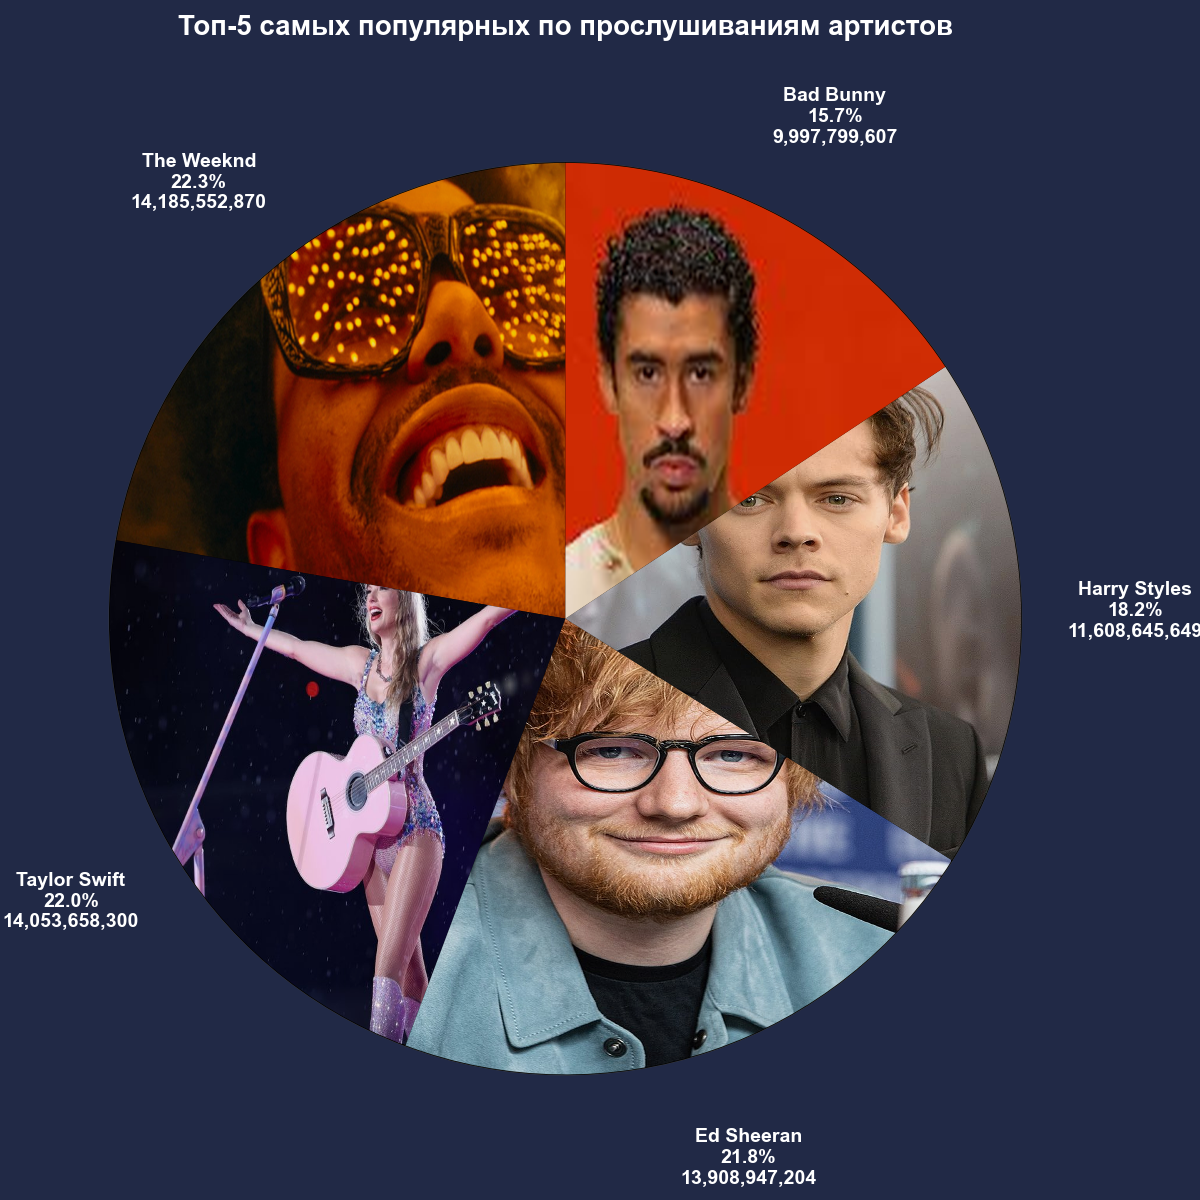 Топ-5 самых популярных по прослушиваниям артистов
Bad Bunny
15.7%
9,997,799,607
The Weeknd
22.3%
14,185,552,870
Harry Styles
18.2%
11,608,645,649
Taylor Swift
22.0%
14,053,658,300
Ed Sheeran
21.8%
13,908,947,204